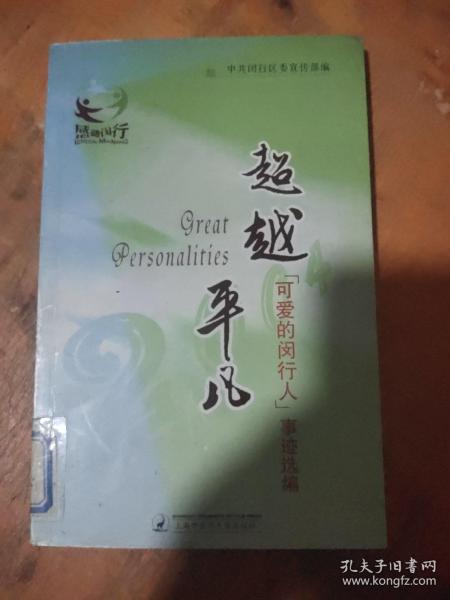 中共闵行区委宣传部编
感动闵行
超越
平凡
Great
Personalities
「可爱的闵行人」事迹选编
孔夫子旧书网
www.kongfz.com